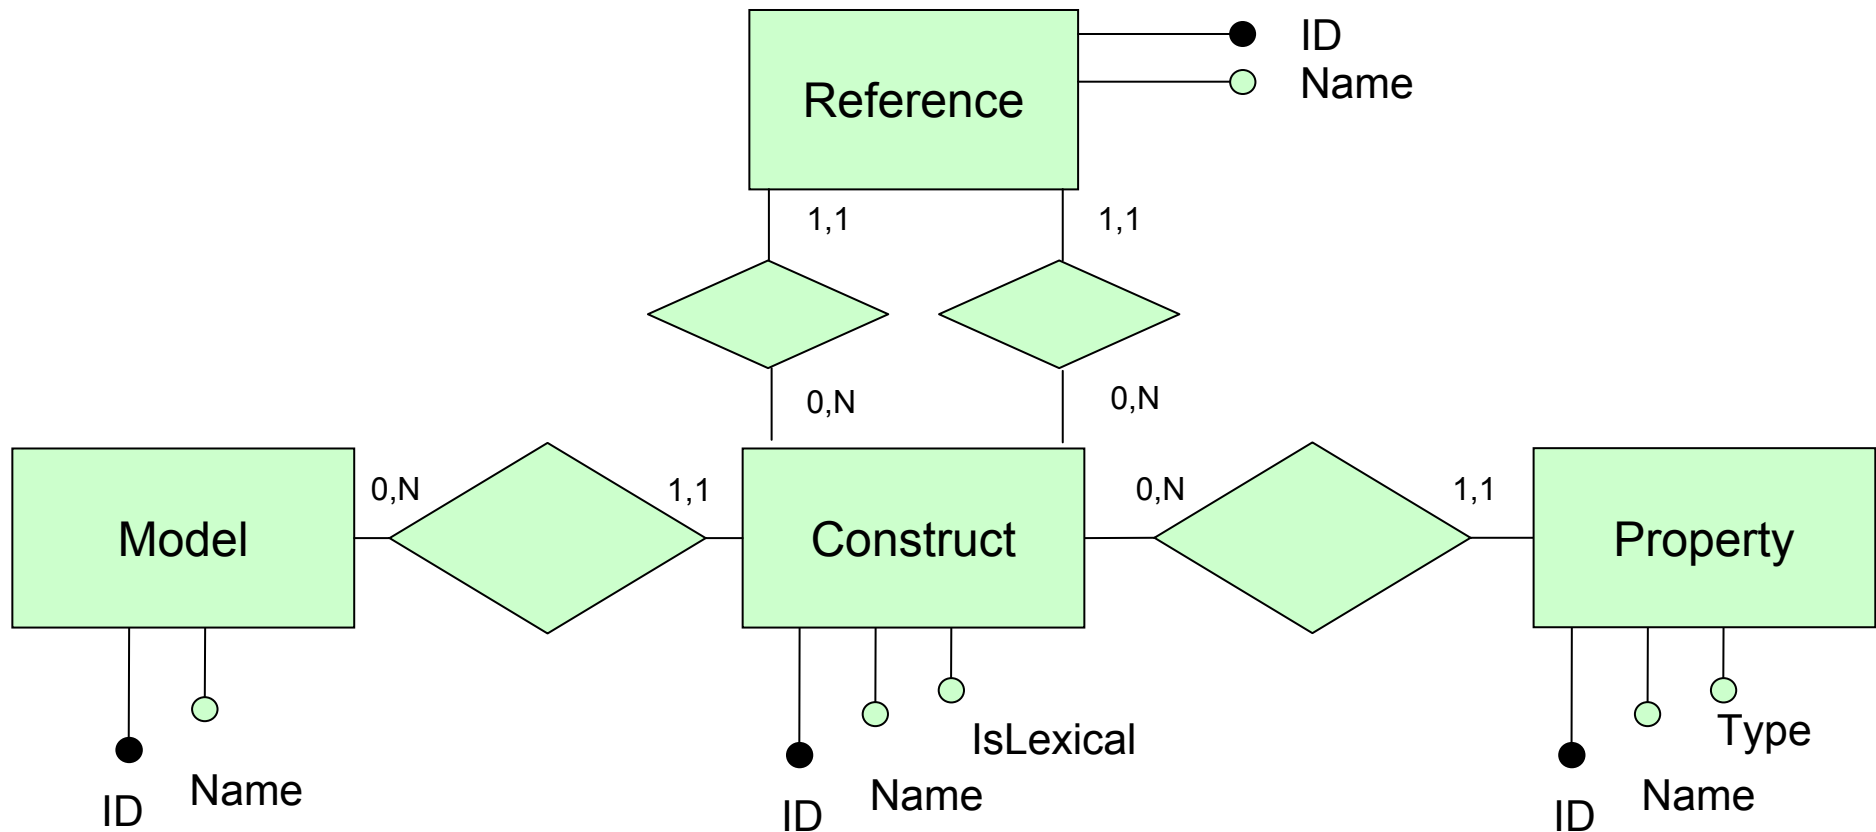 ID
Name
Reference
1,1
1,1
0,N
0,N
Model
0,N
1,1
Construct
0,N
1,1
Property
ID
Name
ID
Name
IsLexical
ID
Name
Type